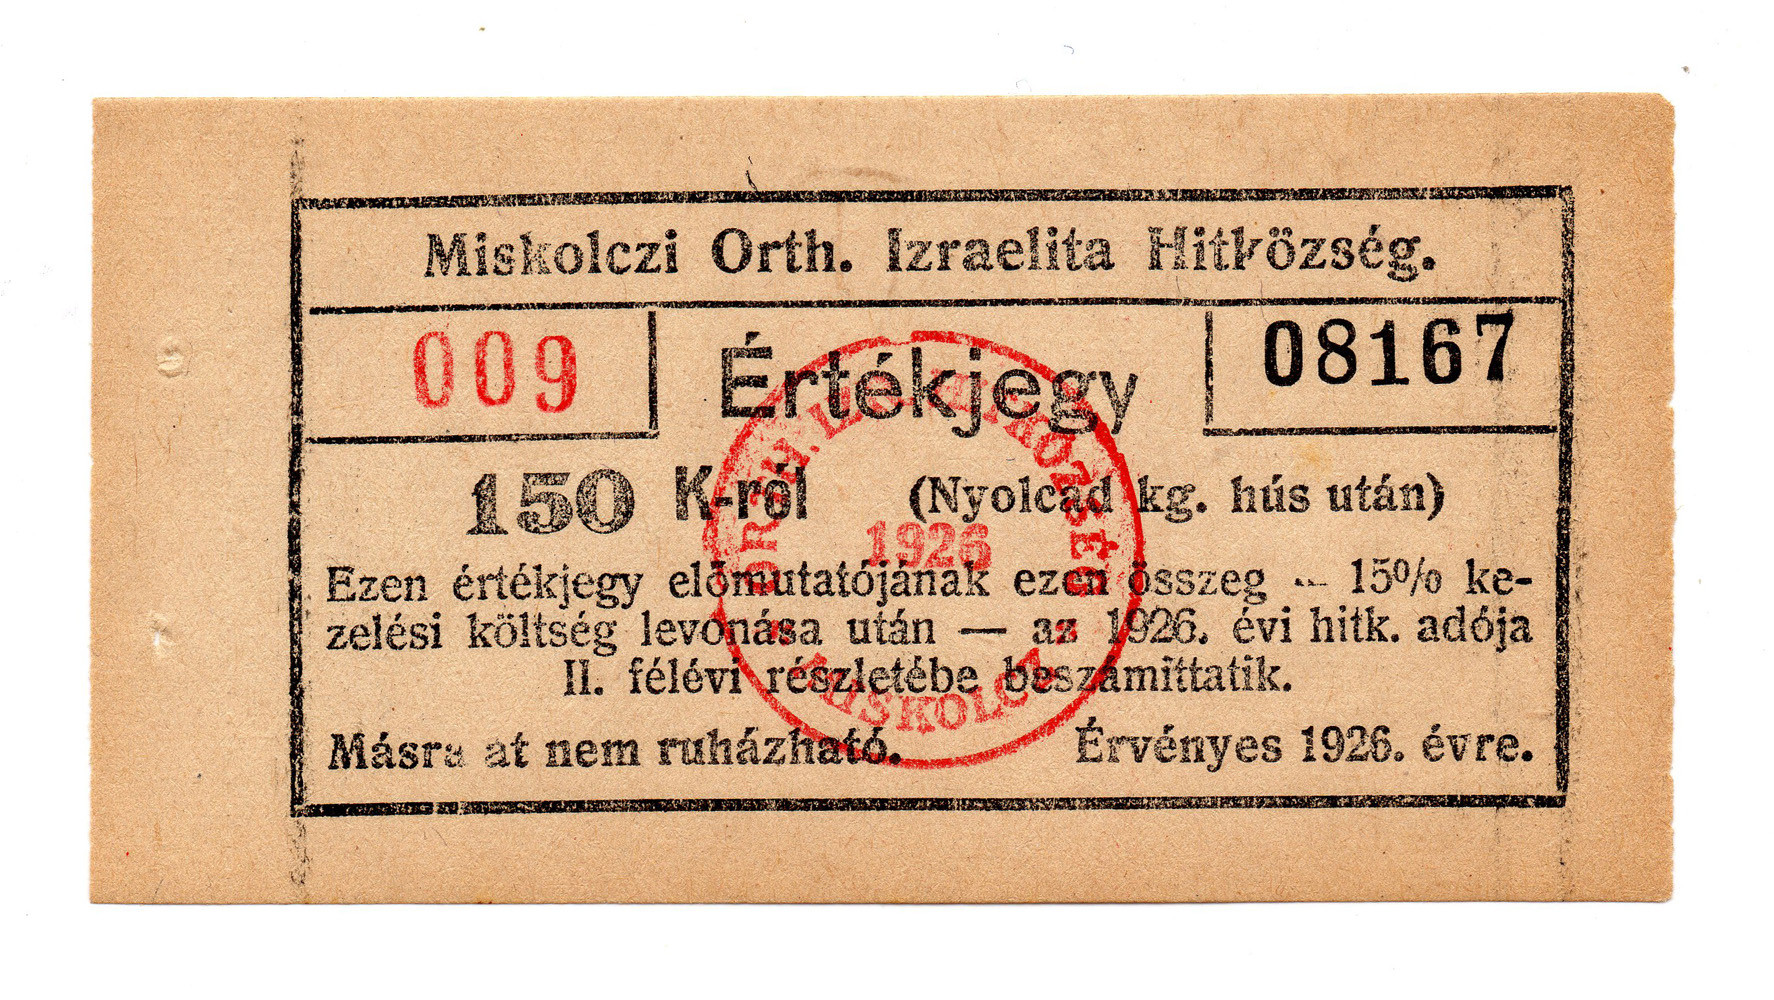 Miskolczi Orth. Izraelita Hitközség.
009
Értékjegy
08167
150 K-ról (Nyolcad kg. hús után)
Ezen értékjegy előmutatójának ezen összeg — 15% ke-
zelési költség levonása után — az 1926. évi hitk. adója
II. félévi részletébe beszámittatik.
Másra át nem ruházható. Érvényes 1926. évre.
1926
MISKOLCZ